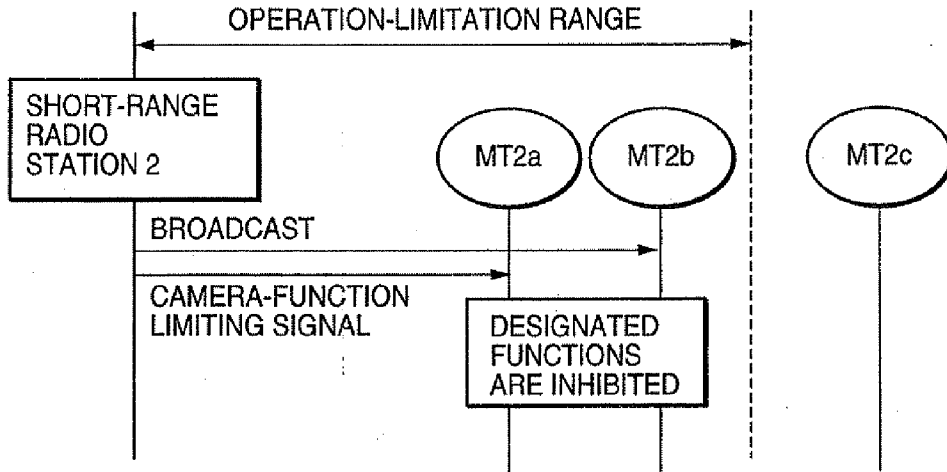 OPERATION-LIMITATION RANGE
SHORT-RANGE
RADIO
STATION 2
MT2a
MT2b
MT2c
BROADCAST
CAMERA-FUNCTION
LIMITING SIGNAL
DESIGNATED
FUNCTIONS
ARE INHIBITED